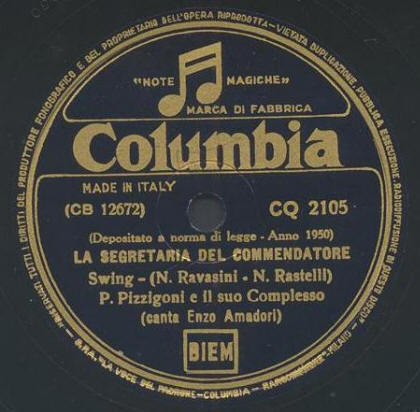 RISERVATI TUTTI I DIRITTI DEL PRODUTTORE FONOGRAFICO E DEL PROPRIETARIO DELL'OPERA RIPRODOTTA - VIETATA DUPLICAZIONE, PUBBLICA ESECUZIONE, RADIODIFFUSIONE DI QUESTO DISCO
"NOTE MAGICHE"
MARCA DI FABBRICA
Columbia
MADE IN ITALY
(CB 12672) CQ 2105
(Depositato a norma di legge - Anno 1950)
LA SEGRETARIA DEL COMMENDATORE
Swing - (N. Ravasini - N. Rastelli)
P. Pizzigoni e il suo Complesso
(canta Enzo Amadori)
BIEM
S.P.A. "LA VOCE DEL PADRONE - COLUMBIA - MARCONIPHONE" - MILANO